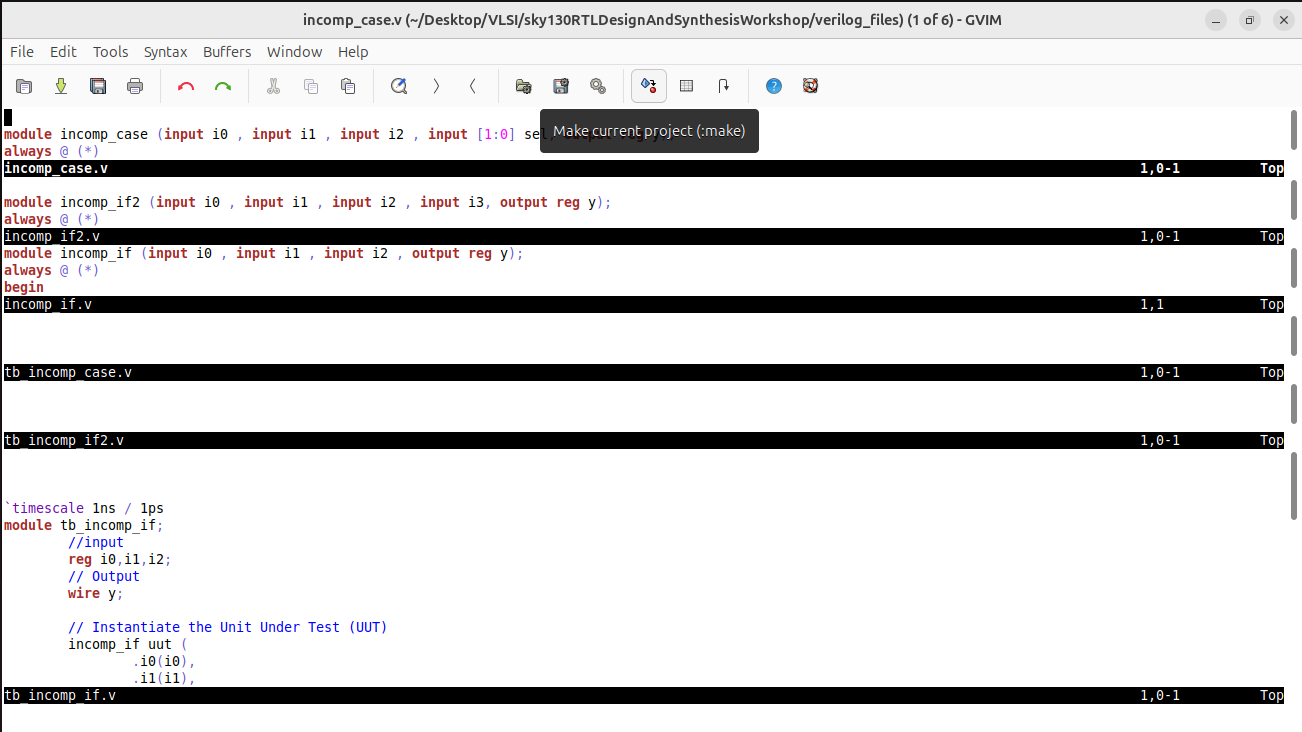 incomp_case.v (~/Desktop/VLSI/sky130RTLDesignAndSynthesisWorkshop/verilog_files) (1 of 6) - GVIM
File Edit Tools Syntax Buffers Window Help
Make current project (:make)
module incomp_case (input i0 , input i1 , input i2 , input [1:0] sel
always @ (*)
incomp_case.v 1,0-1 Top
module incomp_if2 (input i0 , input i1 , input i2 , input i3, output reg y);
always @ (*)
incomp_if2.v 1,0-1 Top
module incomp_if (input i0 , input i1 , input i2 , output reg y);
always @ (*)
begin
incomp_if.v 1,1 Top
tb_incomp_case.v 1,0-1 Top
tb_incomp_if2.v 1,0-1 Top
`timescale 1ns / 1ps
module tb_incomp_if;
//input
reg i0,i1,i2;
// Output
wire y;
// Instantiate the Unit Under Test (UUT)
incomp_if uut (
.i0(i0),
.i1(i1),
tb_incomp_if.v 1,0-1 Top